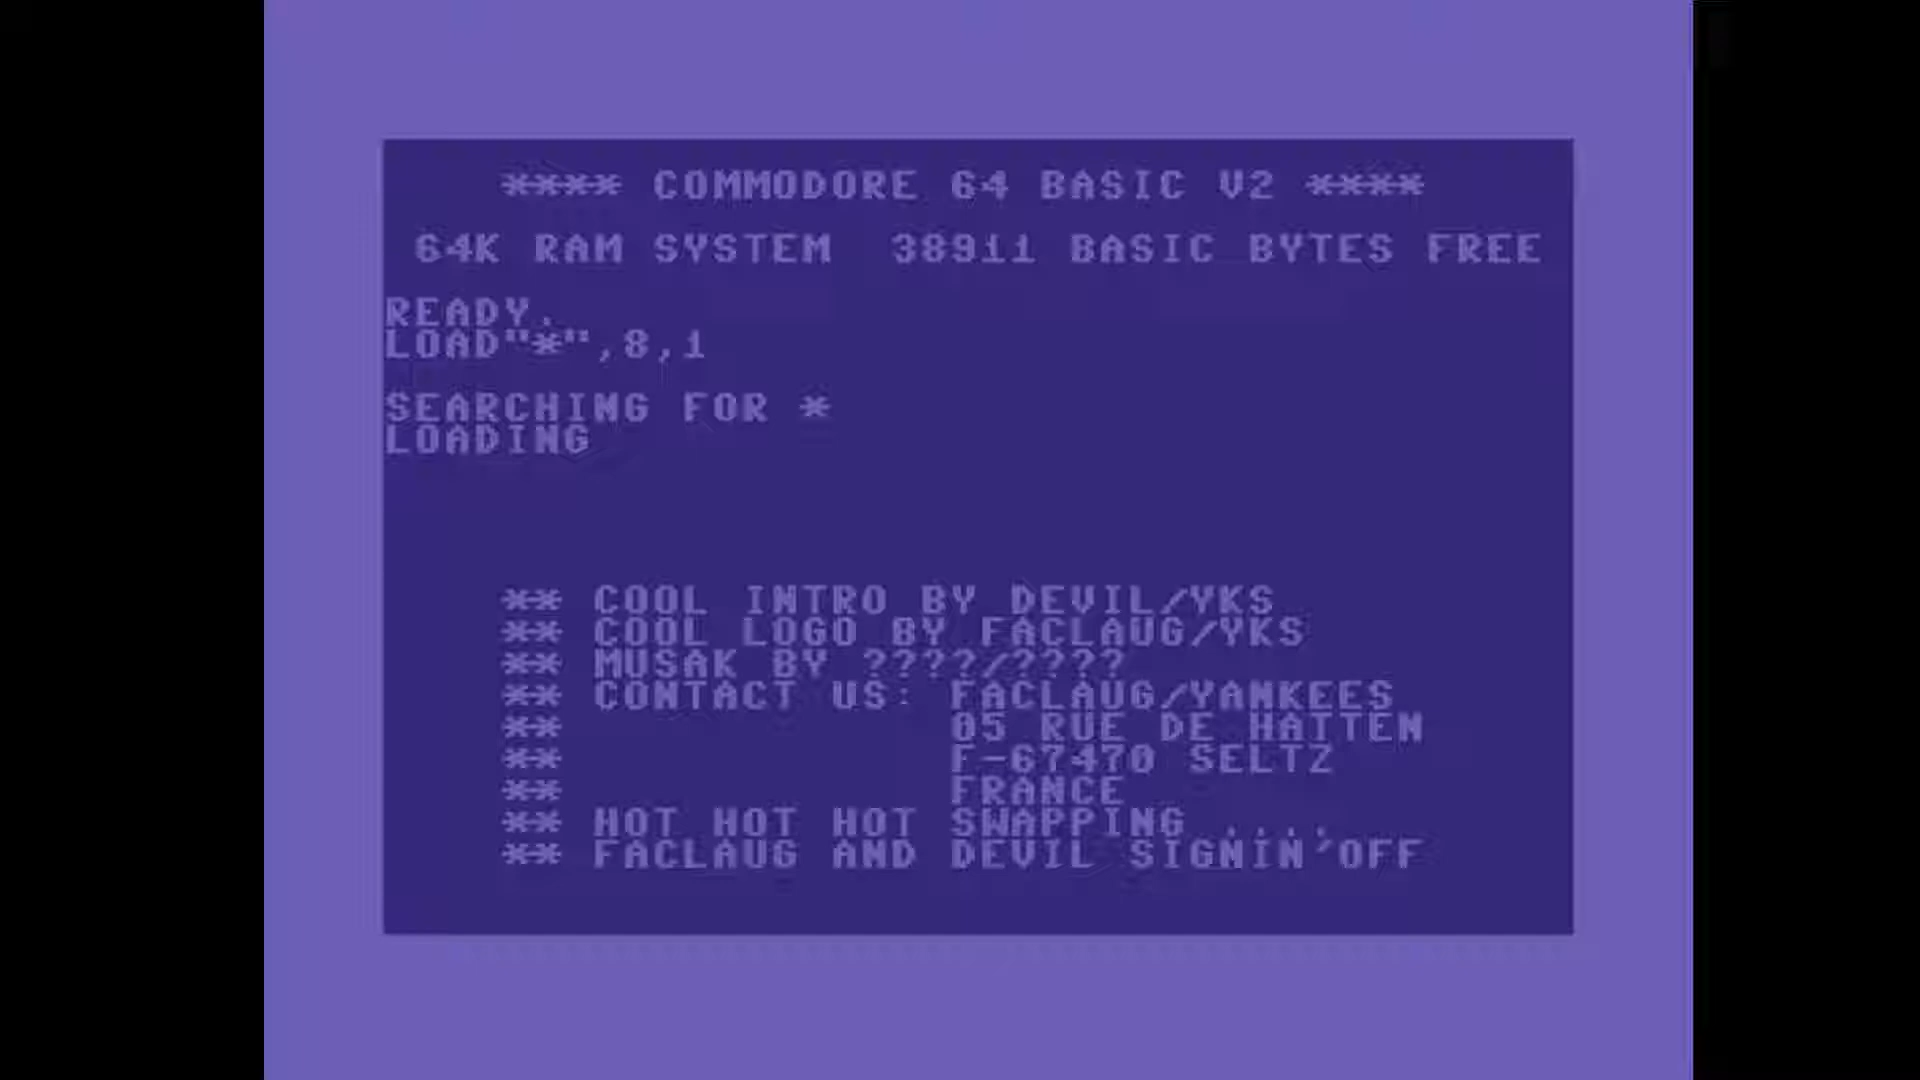 **** COMMODORE 64 BASIC V2 ****
64K RAM SYSTEM 38911 BASIC BYTES FREE
READY.
LOAD"*",8,1
SEARCHING FOR *
LOADING
** COOL INTRO BY DEVIL/YKS
** COOL LOGO BY FACLAUG/YKS
** MUSAK BY ????/????
** CONTACT US: FACLAUG/YANKEES
** 05 RUE DE HATTEN
** F-67470 SELTZ
** FRANCE
** HOT HOT HOT SWAPPING ....
** FACLAUG AND DEVIL SIGNIN'OFF